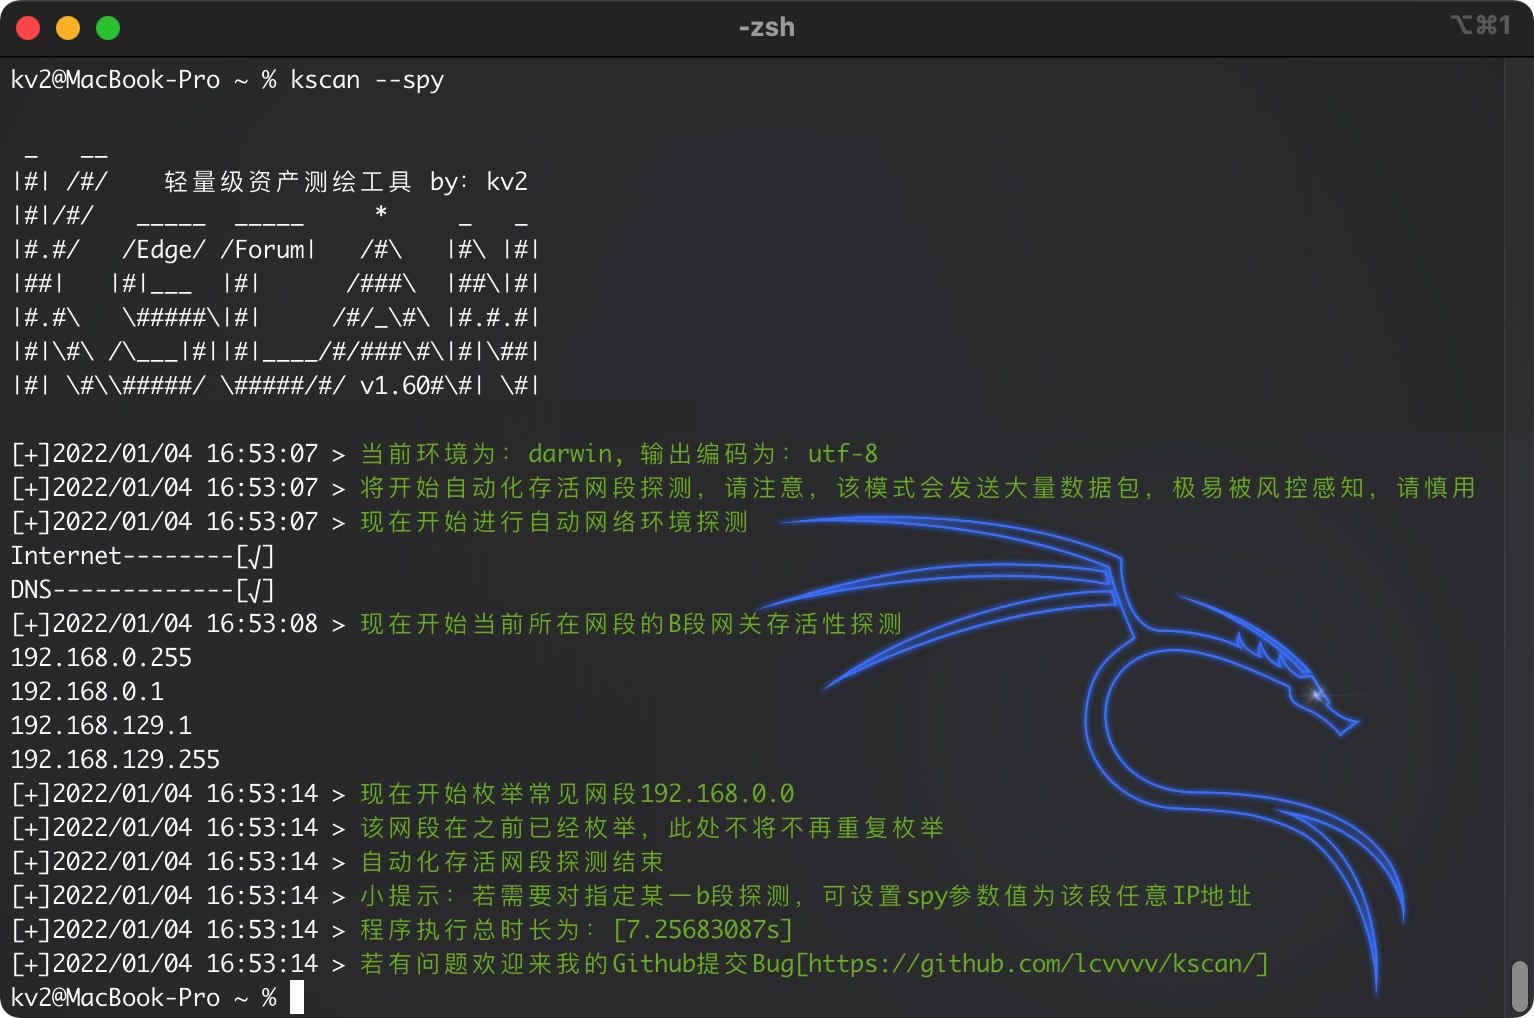 -zsh
⌥⌘1
kv2@MacBook-Pro ~ % kscan --spy
 _   __
|#| /#/    轻量级资产测绘工具 by: kv2
|#|/#/   _____  _____     *      _   _
|#.#/   /Edge/ /Forum|   /#\   |#\ |#|
|##|   |#|___  |#|      /###\  |##\|#|
|#.#\   \#####\|#|     /#/_\#\ |#.#.#|
|#|\#\ /\___|#||#|____/#/###\#\|#|\##|
|#| \#\\#####/ \#####/#/ v1.60#\#| \#|
[+]2022/01/04 16:53:07 > 当前环境为：darwin, 输出编码为：utf-8
[+]2022/01/04 16:53:07 > 将开始自动化存活网段探测, 请注意, 该模式会发送大量数据包, 极易被风控感知, 请慎用
[+]2022/01/04 16:53:07 > 现在开始进行自动网络环境探测
Internet--------[√]
DNS-------------[√]
[+]2022/01/04 16:53:08 > 现在开始当前所在网段的B段网关存活性探测
192.168.0.255
192.168.0.1
192.168.129.1
192.168.129.255
[+]2022/01/04 16:53:14 > 现在开始枚举常见网段192.168.0.0
[+]2022/01/04 16:53:14 > 该网段在之前已经枚举, 此处不将不再重复枚举
[+]2022/01/04 16:53:14 > 自动化存活网段探测结束
[+]2022/01/04 16:53:14 > 小提示：若需要对指定某一b段探测, 可设置spy参数值为该段任意IP地址
[+]2022/01/04 16:53:14 > 程序执行总时长为：[7.25683087s]
[+]2022/01/04 16:53:14 > 若有问题欢迎来我的Github提交Bug[https://github.com/lcvvvv/kscan/]
kv2@MacBook-Pro ~ %